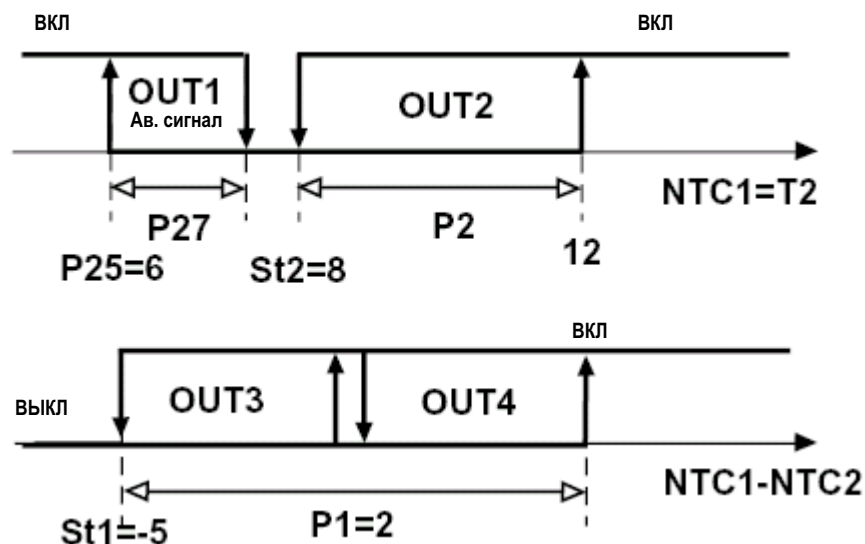 ВКЛ ВКЛ
OUT1 OUT2
Ав. сигнал
NTC1=T2
P27 P2
P25=6 St2=8 12
ВКЛ
ВЫКЛ OUT3 OUT4
NTC1-NTC2
St1=-5 P1=2